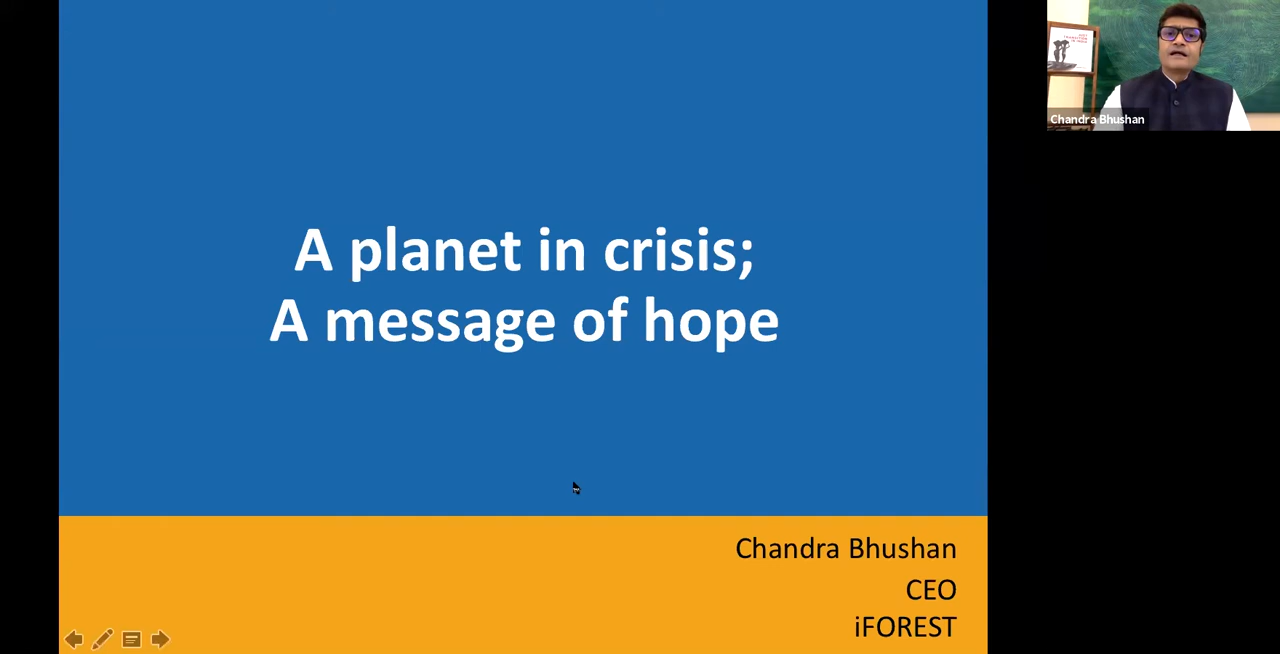 A planet in crisis;
A message of hope
Chandra Bhushan
CEO
iFOREST
Chandra Bhushan